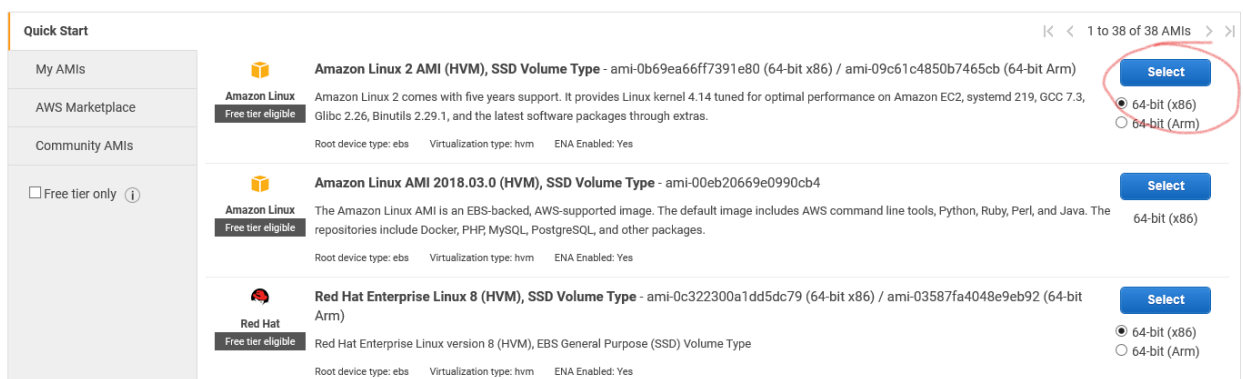 Quick Start
1 to 38 of 38 AMIs
My AMIs
AWS Marketplace
Community AMIs
Free tier only
Amazon Linux
Free tier eligible
Amazon Linux 2 AMI (HVM), SSD Volume Type - ami-0b69ea66ff7391e80 (64-bit x86) / ami-09c61c4850b7465cb (64-bit Arm)
Amazon Linux 2 comes with five years support. It provides Linux kernel 4.14 tuned for optimal performance on Amazon EC2, systemd 219, GCC 7.3,
Glibc 2.26, Binutils 2.29.1, and the latest software packages through extras.
Root device type: ebs Virtualization type: hvm ENA Enabled: Yes
Select
64-bit (x86)
64-bit (Arm)
Amazon Linux
Free tier eligible
Amazon Linux AMI 2018.03.0 (HVM), SSD Volume Type - ami-00eb20669e0990cb4
The Amazon Linux AMI is an EBS-backed, AWS-supported image. The default image includes AWS command line tools, Python, Ruby, Perl, and Java. The
repositories include Docker, PHP, MySQL, PostgreSQL, and other packages.
Root device type: ebs Virtualization type: hvm ENA Enabled: Yes
Select
64-bit (x86)
Red Hat
Free tier eligible
Red Hat Enterprise Linux 8 (HVM), SSD Volume Type - ami-0c322300a1dd5dc79 (64-bit x86) / ami-03587fa4048e9eb92 (64-bit
Arm)
Red Hat Enterprise Linux version 8 (HVM), EBS General Purpose (SSD) Volume Type
Root device type: ebs Virtualization type: hvm ENA Enabled: Yes
Select
64-bit (x86)
64-bit (Arm)